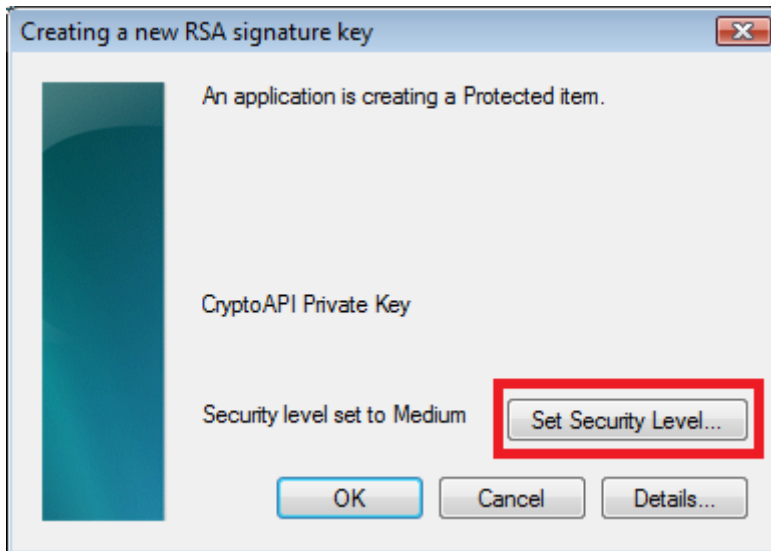 Creating a new RSA signature key
An application is creating a Protected item.
CryptoAPI Private Key
Security level set to Medium
Set Security Level...
OK
Cancel
Details...